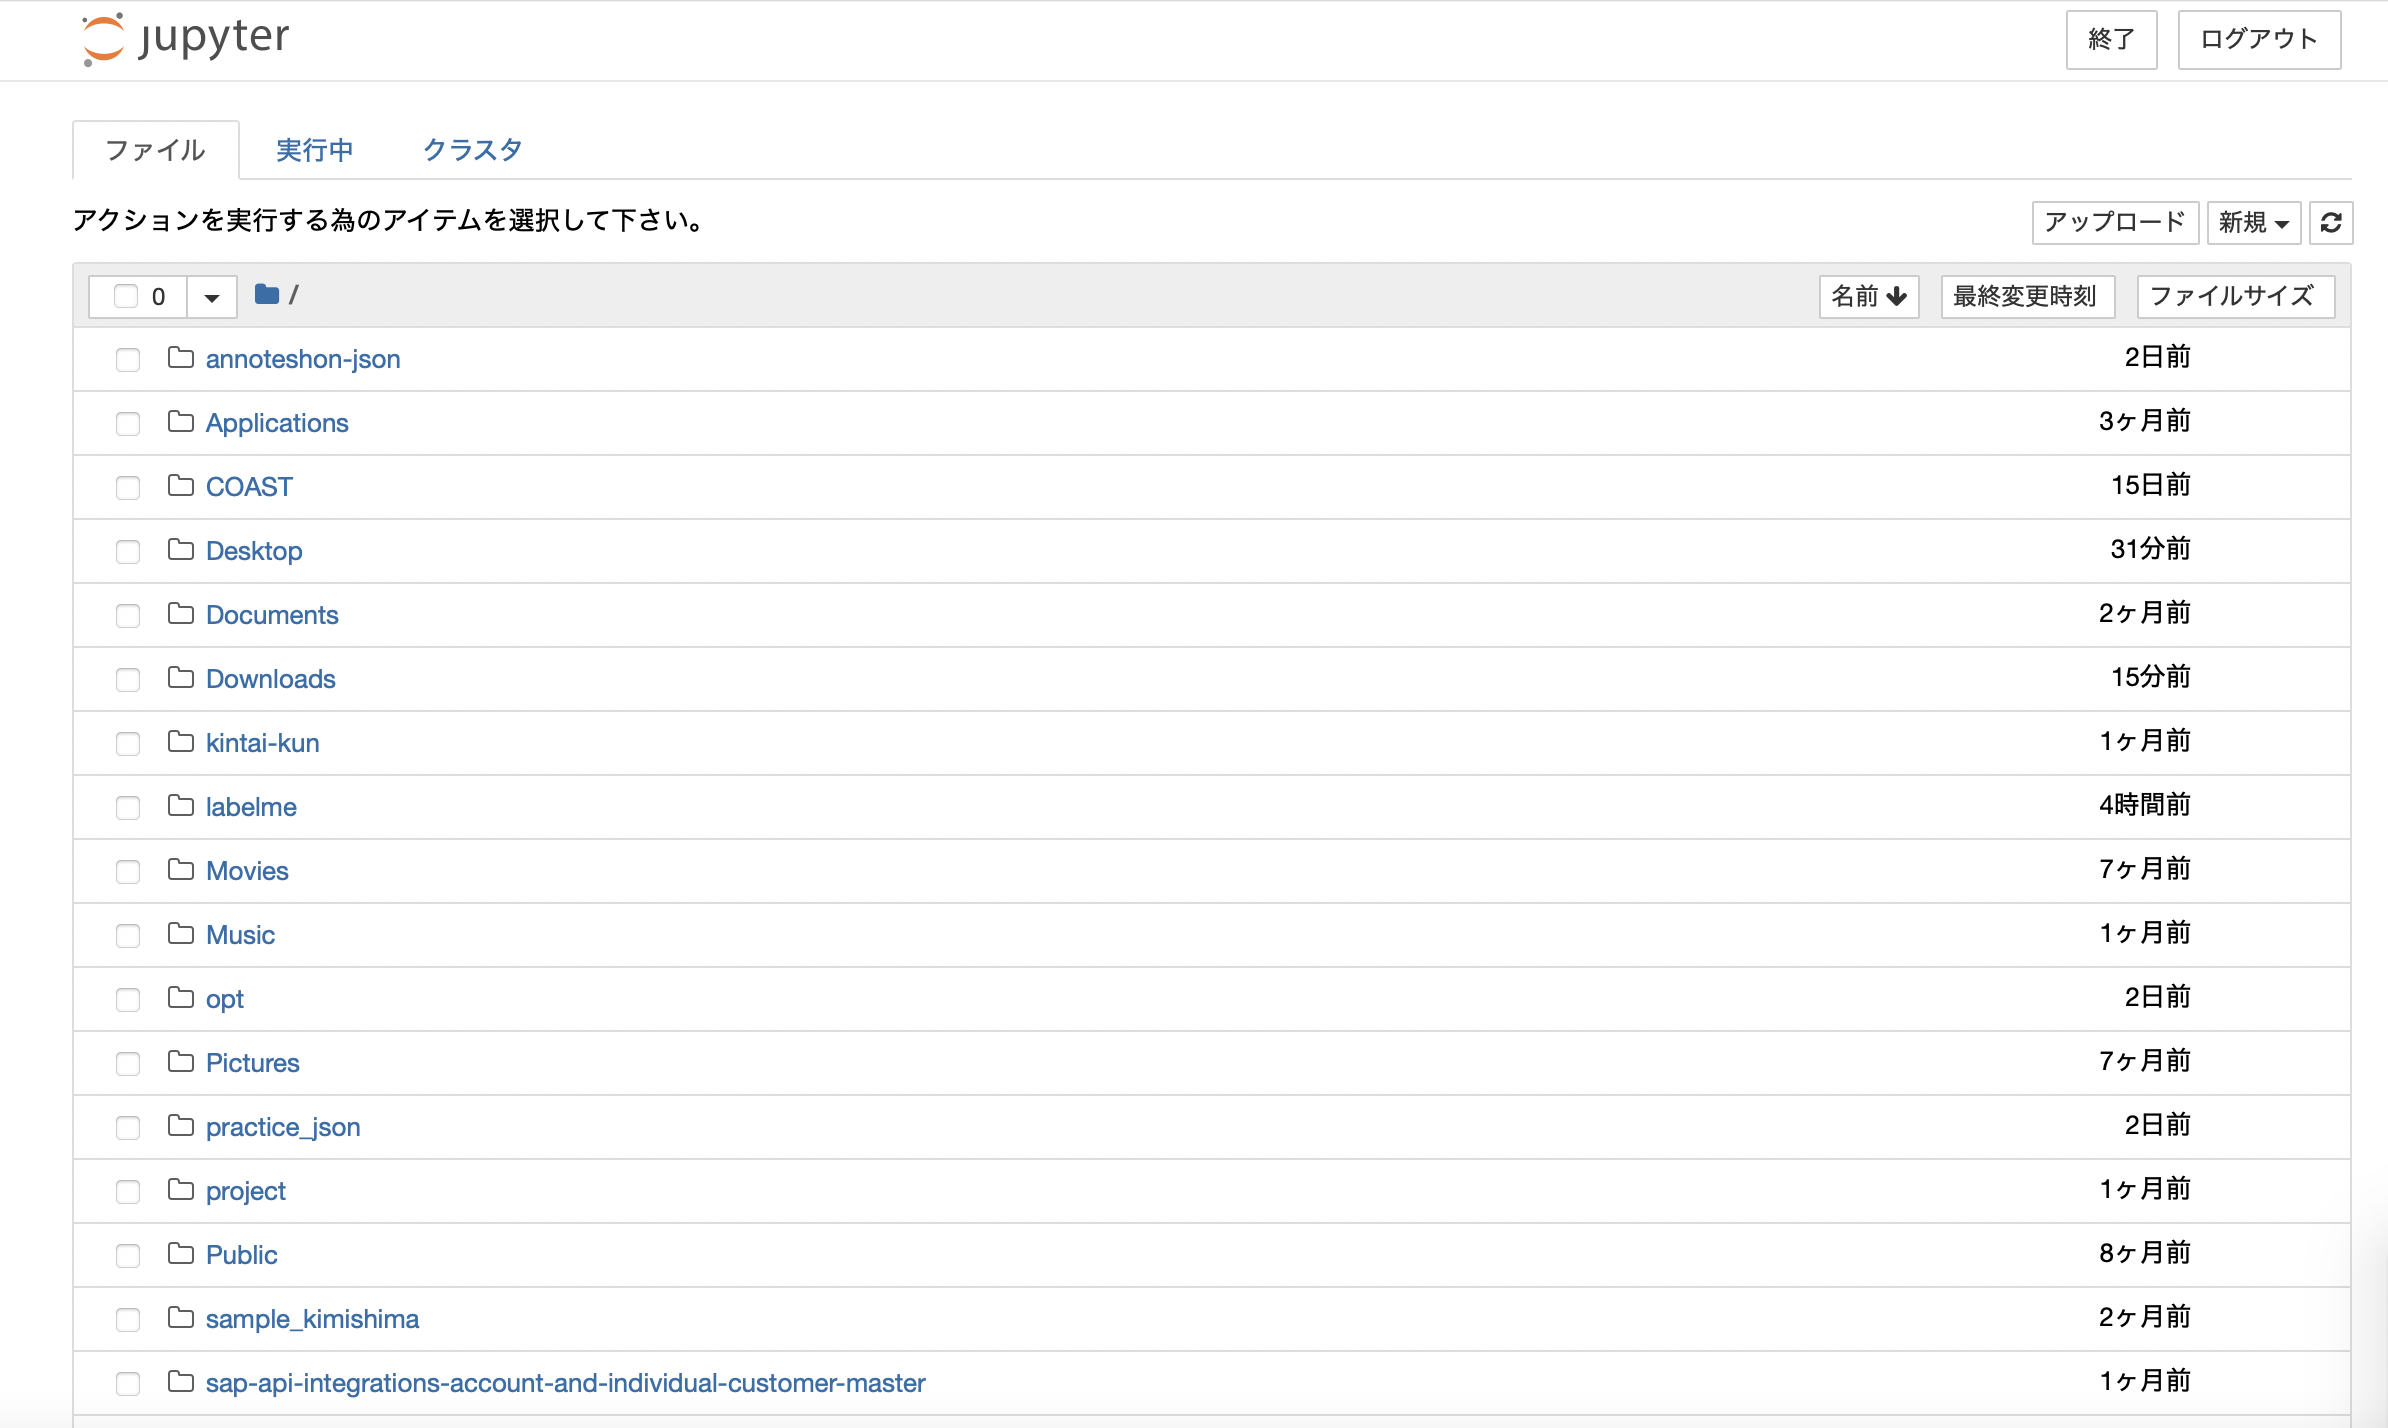 jupyter 終了 ログアウト
ファイル 実行中 クラスタ
アクションを実行する為のアイテムを選択して下さい。 アップロード 新規
0 / 名前 最終変更時刻 ファイルサイズ
annoteshon-json 2日前
Applications 3ヶ月前
COAST 15日前
Desktop 31分前
Documents 2ヶ月前
Downloads 15分前
kintai-kun 1ヶ月前
labelme 4時間前
Movies 7ヶ月前
Music 1ヶ月前
opt 2日前
Pictures 7ヶ月前
practice_json 2日前
project 1ヶ月前
Public 8ヶ月前
sample_kimishima 2ヶ月前
sap-api-integrations-account-and-individual-customer-master 1ヶ月前